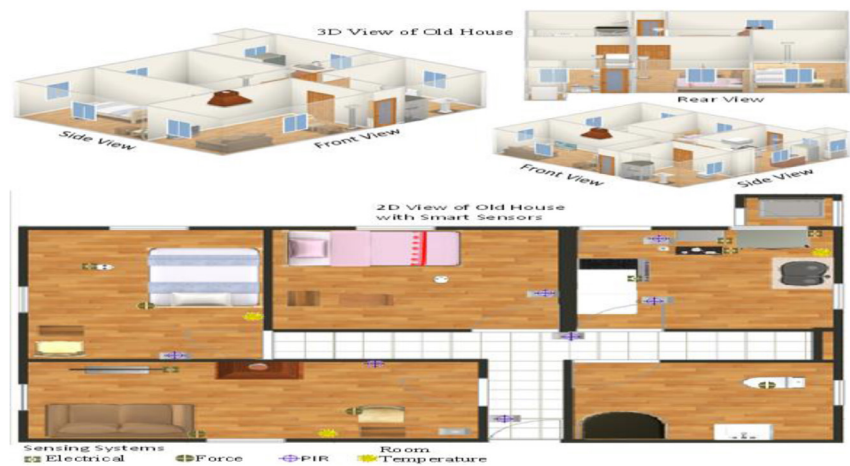 3D View of Old House
Side View
Front View
Rear View
Front View
Side View
2D View of Old House
with Smart Sensors
Sensing Systems
Electrical
Force
PIR
Room
Temperature